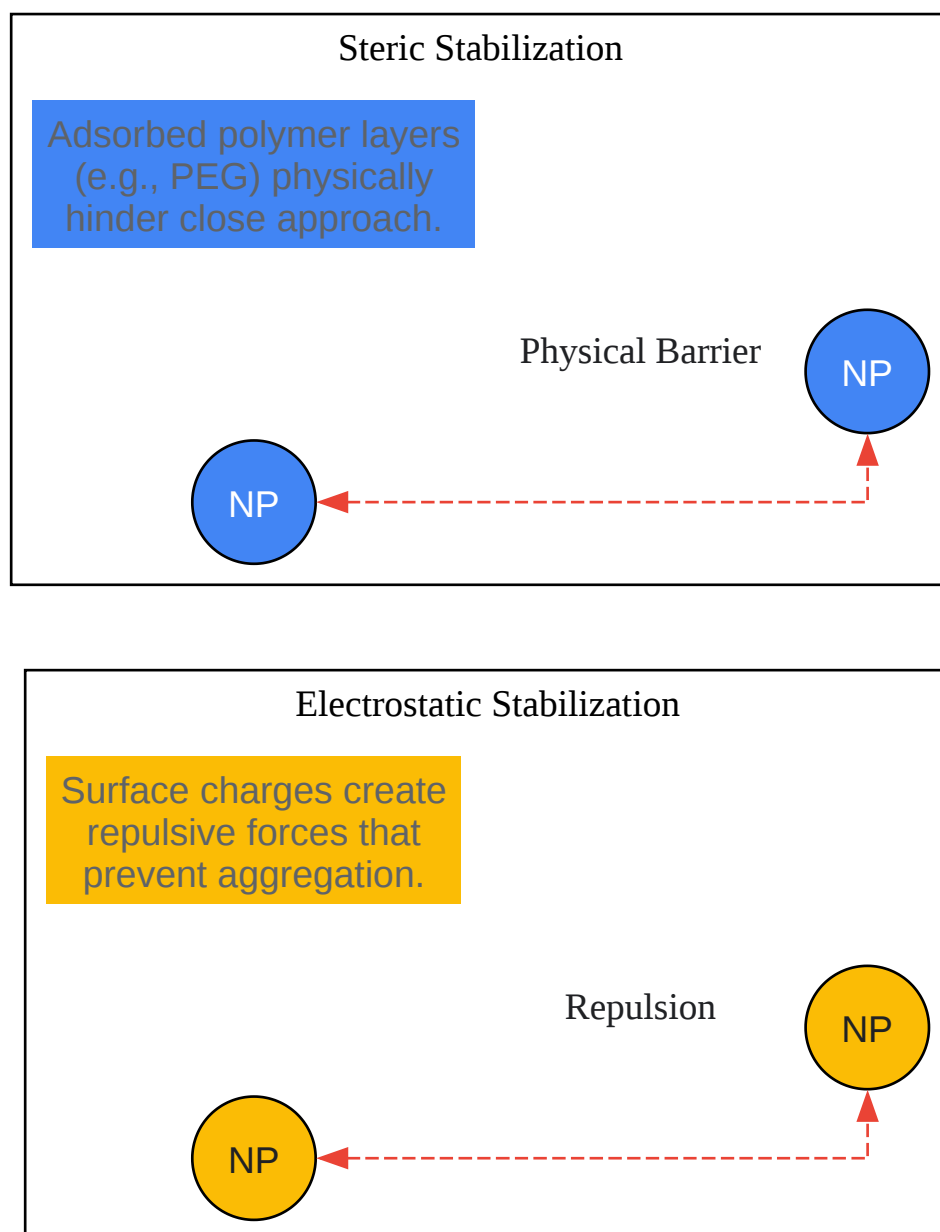 Steric Stabilization
Adsorbed polymer layers
(e.g., PEG) physically
hinder close approach.
Physical Barrier
NP
NP
Electrostatic Stabilization
Surface charges create
repulsive forces that
prevent aggregation.
Repulsion
NP
NP